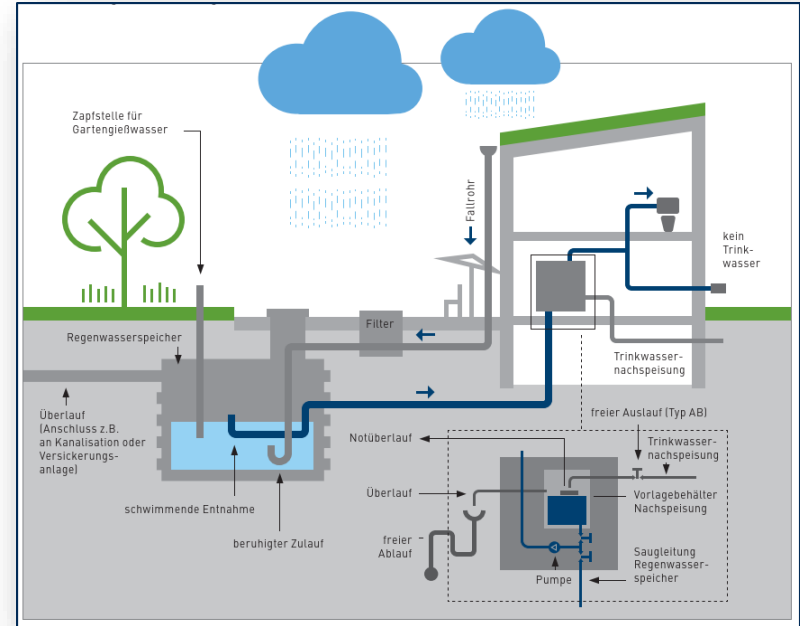 Zapfstelle für
Gartengießwasser
Fallrohr
kein
Trink-
wasser
Filter
Regenwasserspeicher
Trinkwasser-
nachspeisung
Überlauf
(Anschluss z.B.
an Kanalisation oder
Versickerungs-
anlage)
freier Auslauf (Typ AB)
Notüberlauf
Trinkwasser-
nachspeisung
Überlauf
Vorlagebehälter
Nachspeisung
schwimmende Entnahme
beruhigter Zulauf
freier
Ablauf
Pumpe
Saugleitung
Regenwasser-
speicher